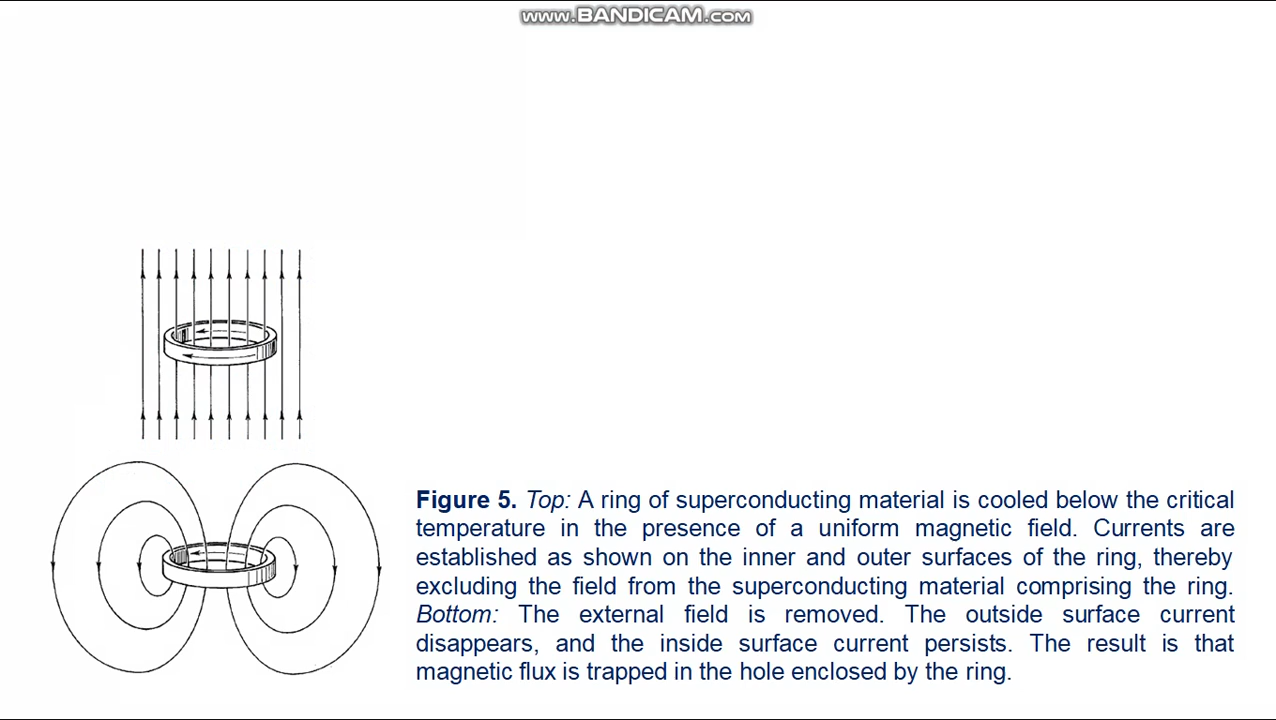 www.BANDICAM.com
Figure 5. Top: A ring of superconducting material is cooled below the critical
temperature in the presence of a uniform magnetic field. Currents are
established as shown on the inner and outer surfaces of the ring, thereby
excluding the field from the superconducting material comprising the ring.
Bottom: The external field is removed. The outside surface current
disappears, and the inside surface current persists. The result is that
magnetic flux is trapped in the hole enclosed by the ring.